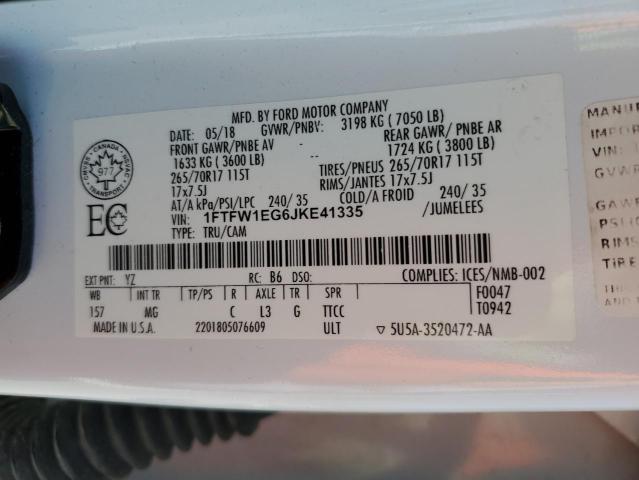 MFD. BY FORD MOTOR COMPANY
DATE: 05/18 GVWR/PNBV: 3198 KG ( 7050 LB)
FRONT GAWR/PNBE AV REAR GAWR/ PNBE AR
1633 KG ( 3600 LB) 1724 KG ( 3800 LB)
265/70R17 115T TIRES/PNEUS 265/70R17 115T
17x7.5J RIMS/JANTES 17x7.5J
AT/A kPa/PSI/LPC 240/ 35 COLD/A FROID 240/ 35
VIN: 1FTFW1EG6JKE41335 /JUMELEES
TYPE: TRU/CAM
CANADA
977
EC
EXT PNT: YZ RC: B6 DSO: COMPLIES: ICES/NMB-002
WB INT TR TP/PS R AXLE TR SPR F0047
157 MG C L3 G TTCC T0942
MADE IN U.S.A. 2201805076609 ULT 5U5A-3520472-AA
MANU
IMPOR
VIN:
GVWR
GAWR
PSI
RIMS
TIRE